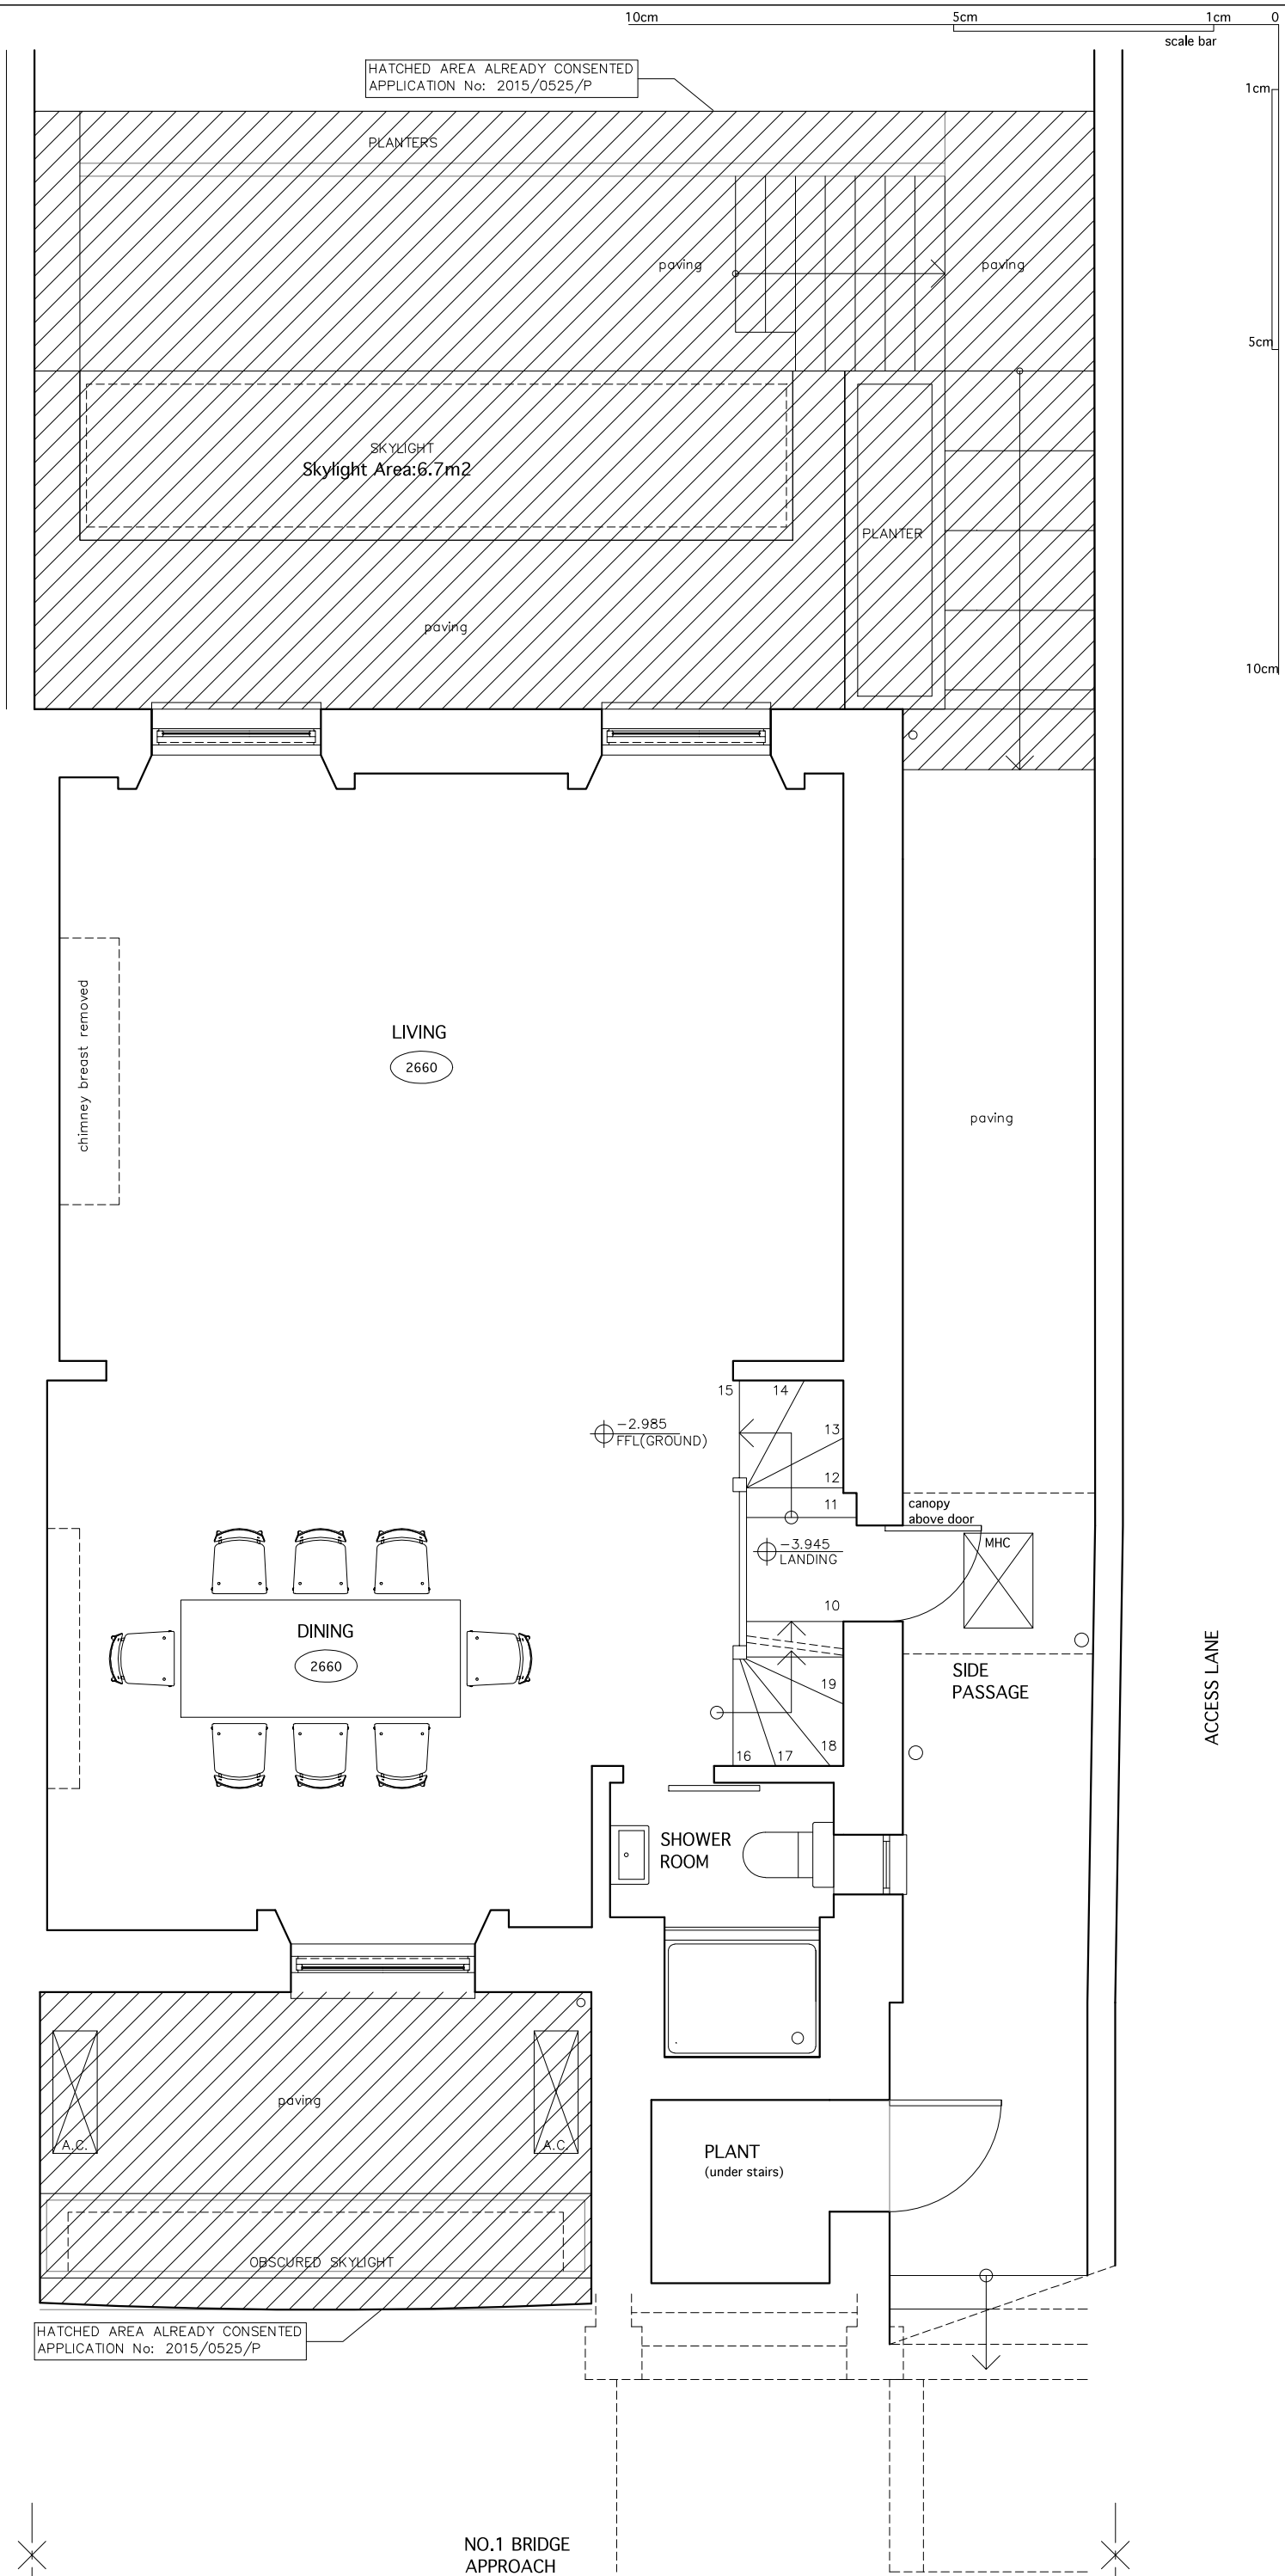 10cm 5cm 1cm 0
scale bar
HATCHED AREA ALREADY CONSENTED
APPLICATION No: 2015/0525/P
1cm
PLANTERS
paving paving
5cm
SKYLIGHT
Skylight Area:6.7m2
PLANTER
paving
10cm
chimney breast removed
LIVING
2660
paving
15 14
-2.985
FFL(GROUND)
13
12
11
canopy
above door
-3.945
LANDING
MHC
10
DINING
2660
SIDE
PASSAGE
ACCESS LANE
19
18
16 17
SHOWER
ROOM
paving
A.C. A.C.
PLANT
(under stairs)
OBSCURED SKYLIGHT
HATCHED AREA ALREADY CONSENTED
APPLICATION No: 2015/0525/P
NO.1 BRIDGE
APPROACH